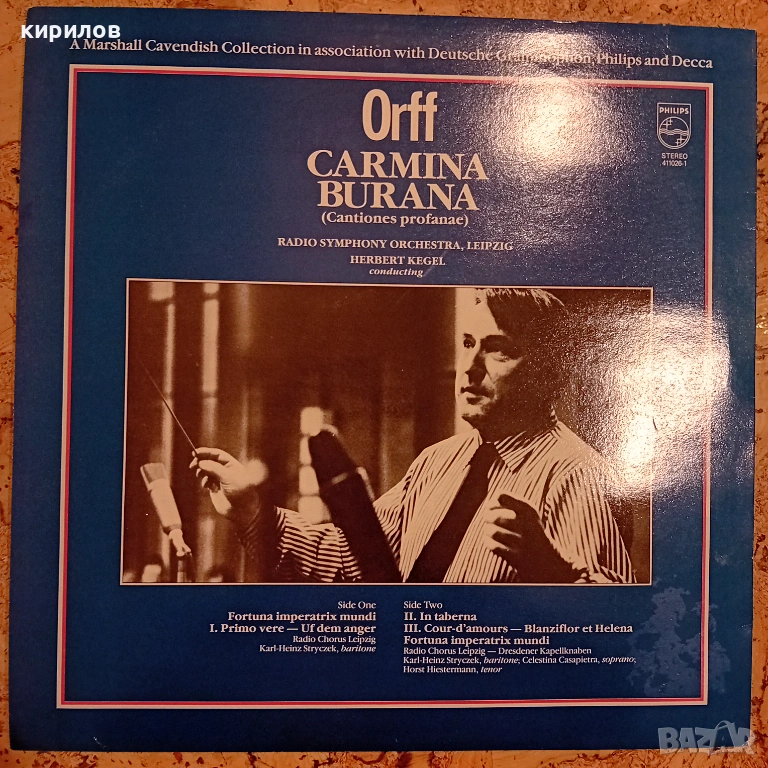 кирилов
A Marshall Cavendish Collection in association with Deutsche Grammophon, Philips and Decca
Orff
CARMINA
BURANA
(Cantiones profanae)
PHILIPS
STEREO
411026-1
RADIO SYMPHONY ORCHESTRA, LEIPZIG
HERBERT KEGEL
conducting
Side One
Fortuna imperatrix mundi
I. Primo vere — Uf dem anger
Radio Chorus Leipzig
Karl-Heinz Stryczek, baritone
Side Two
II. In taberna
III. Cour-d'amours — Blanziflor et Helena
Fortuna imperatrix mundi
Radio Chorus Leipzig — Dresdener Kapellknaben
Karl-Heinz Stryczek, baritone; Celestina Casapietra, soprano;
Horst Hiestermann, tenor
BAZAR